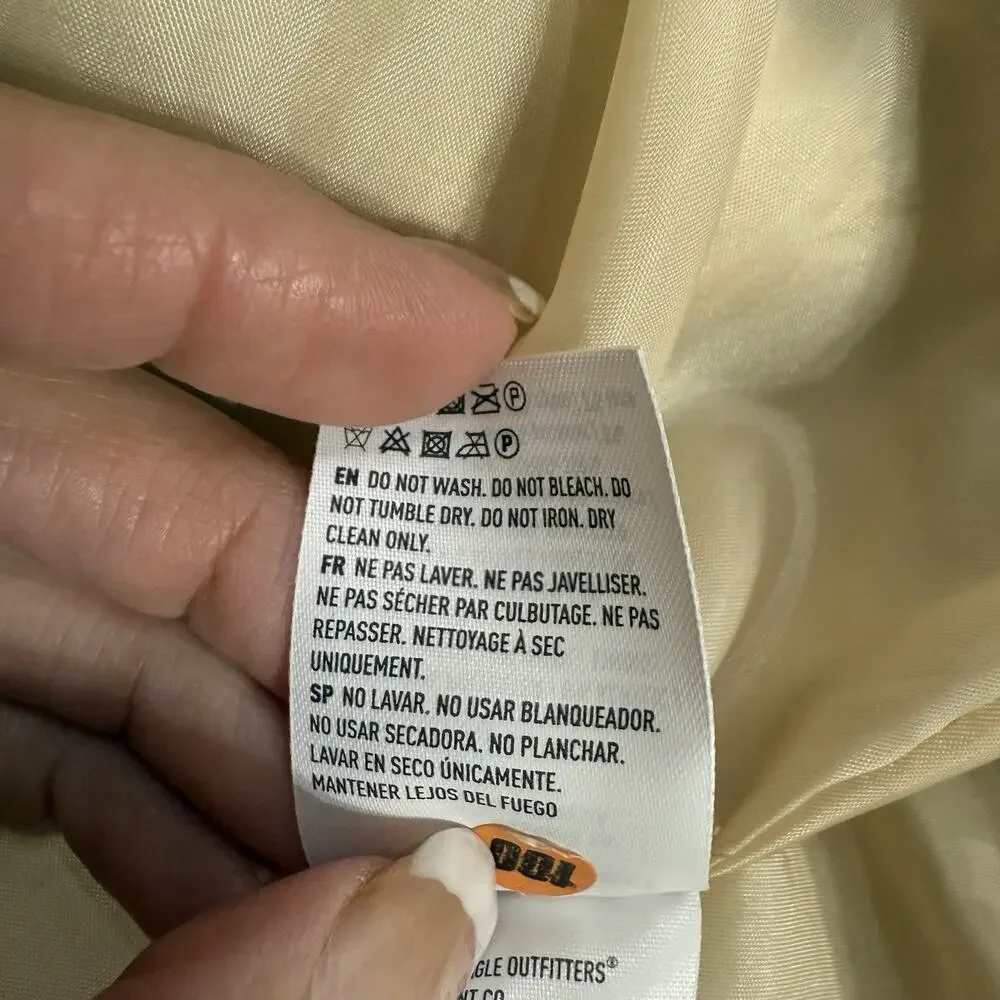 P
P
EN DO NOT WASH. DO NOT BLEACH. DO
NOT TUMBLE DRY. DO NOT IRON. DRY
CLEAN ONLY.
FR NE PAS LAVER. NE PAS JAVELLISER.
NE PAS SÉCHER PAR CULBUTAGE. NE PAS
REPASSER. NETTOYAGE À SEC
UNIQUEMENT.
SP NO LAVAR. NO USAR BLANQUEADOR.
NO USAR SECADORA. NO PLANCHAR.
LAVAR EN SECO ÚNICAMENTE.
MANTENER LEJOS DEL FUEGO
GLE OUTFITTERS®